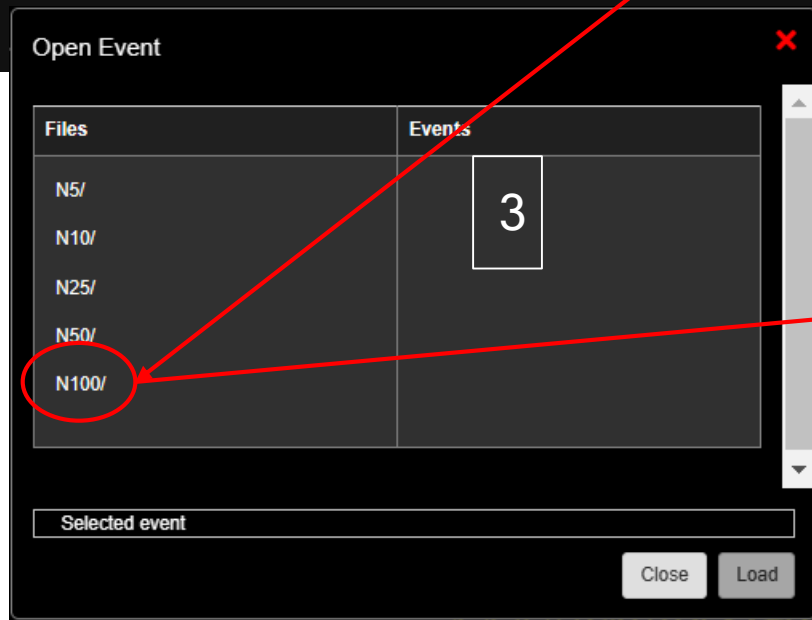 Open Event
Files Events
N5/
3
N10/
N25/
N50/
N100/
Selected event
Close Load